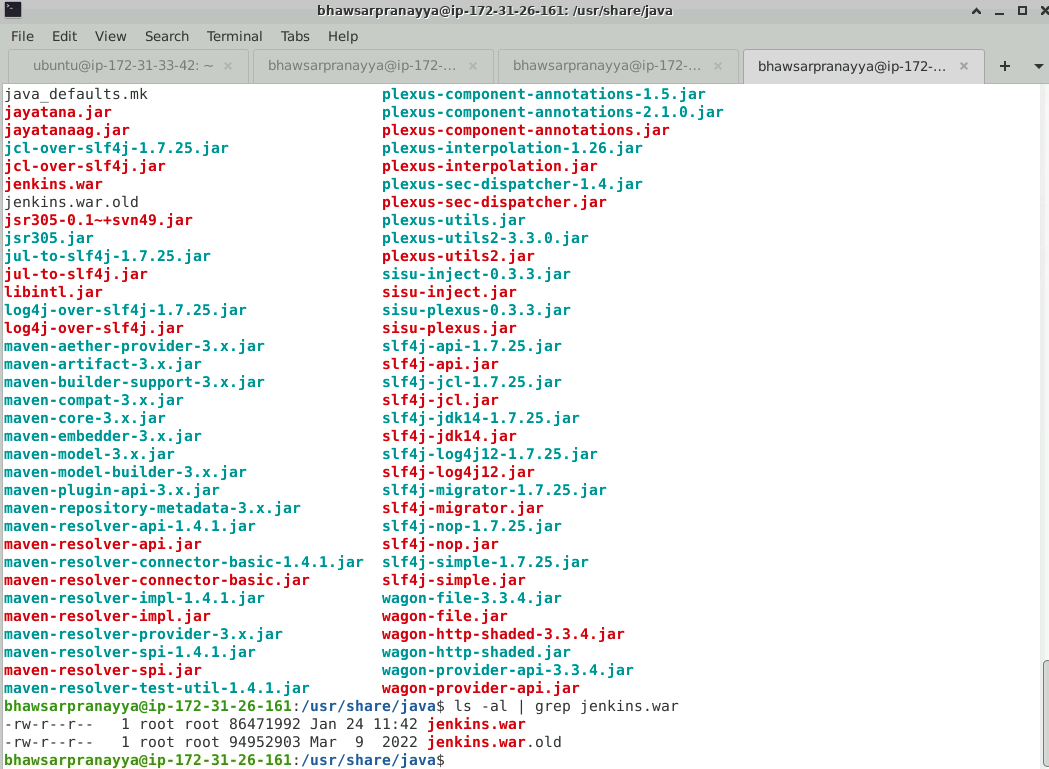 bhawsarpranayya@ip-172-31-26-161: /usr/share/java
File Edit View Search Terminal Tabs Help
ubuntu@ip-172-31-33-42: ~ × bhawsarpranayya@ip-172-... × bhawsarpranayya@ip-172-... × bhawsarpranayya@ip-172-... ×
java_defaults.mk plexus-component-annotations-1.5.jar
jayatana.jar plexus-component-annotations-2.1.0.jar
jayatanaag.jar plexus-component-annotations.jar
jcl-over-slf4j-1.7.25.jar plexus-interpolation-1.26.jar
jcl-over-slf4j.jar plexus-interpolation.jar
jenkins.war plexus-sec-dispatcher-1.4.jar
jenkins.war.old plexus-sec-dispatcher.jar
jsr305-0.1~+svn49.jar plexus-utils.jar
jsr305.jar plexus-utils2-3.3.0.jar
jul-to-slf4j-1.7.25.jar plexus-utils2.jar
jul-to-slf4j.jar sisu-inject-0.3.3.jar
libintl.jar sisu-inject.jar
log4j-over-slf4j-1.7.25.jar sisu-plexus-0.3.3.jar
log4j-over-slf4j.jar sisu-plexus.jar
maven-aether-provider-3.x.jar slf4j-api-1.7.25.jar
maven-artifact-3.x.jar slf4j-api.jar
maven-builder-support-3.x.jar slf4j-jcl-1.7.25.jar
maven-compat-3.x.jar slf4j-jcl.jar
maven-core-3.x.jar slf4j-jdk14-1.7.25.jar
maven-embedder-3.x.jar slf4j-jdk14.jar
maven-model-3.x.jar slf4j-log4j12-1.7.25.jar
maven-model-builder-3.x.jar slf4j-log4j12.jar
maven-plugin-api-3.x.jar slf4j-migrator-1.7.25.jar
maven-repository-metadata-3.x.jar slf4j-migrator.jar
maven-resolver-api-1.4.1.jar slf4j-nop-1.7.25.jar
maven-resolver-api.jar slf4j-nop.jar
maven-resolver-connector-basic-1.4.1.jar slf4j-simple-1.7.25.jar
maven-resolver-connector-basic.jar slf4j-simple.jar
maven-resolver-impl-1.4.1.jar wagon-file-3.3.4.jar
maven-resolver-impl.jar wagon-file.jar
maven-resolver-provider-3.x.jar wagon-http-shaded-3.3.4.jar
maven-resolver-spi-1.4.1.jar wagon-http-shaded.jar
maven-resolver-spi.jar wagon-provider-api-3.3.4.jar
maven-resolver-test-util-1.4.1.jar wagon-provider-api.jar
bhawsarpranayya@ip-172-31-26-161:/usr/share/java$ ls -al | grep jenkins.war
-rw-r--r-- 1 root root 86471992 Jan 24 11:42 jenkins.war
-rw-r--r-- 1 root root 94952903 Mar 9 2022 jenkins.war.old
bhawsarpranayya@ip-172-31-26-161:/usr/share/java$